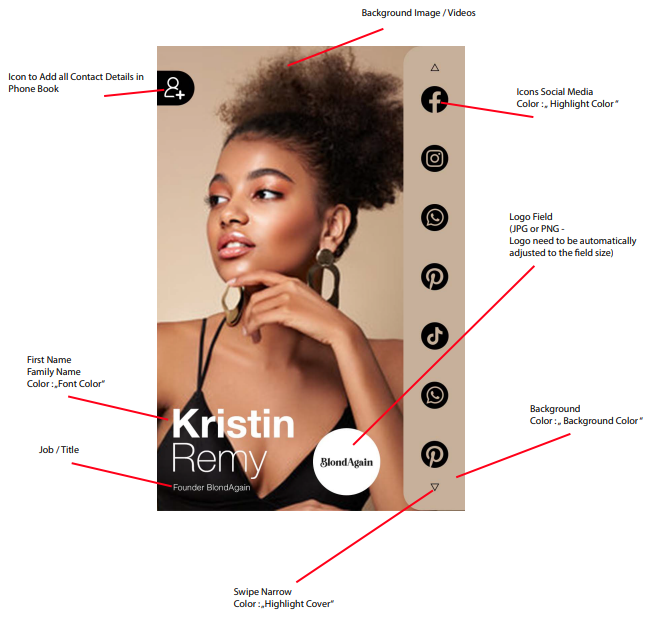 Background Image / Videos
Icon to Add all Contact Details in
Phone Book
Icons Social Media
Color : „ Highlight Color“
Logo Field
(JPG or PNG -
Logo need to be automatically
adjusted to the field size)
First Name
Family Name
Color : „Font Color“
Kristin
Remy
Founder BlondAgain
BlondAgain
Background
Color : „ Background Color“
Job / Title
Swipe Narrow
Color : „Highlight Cover“